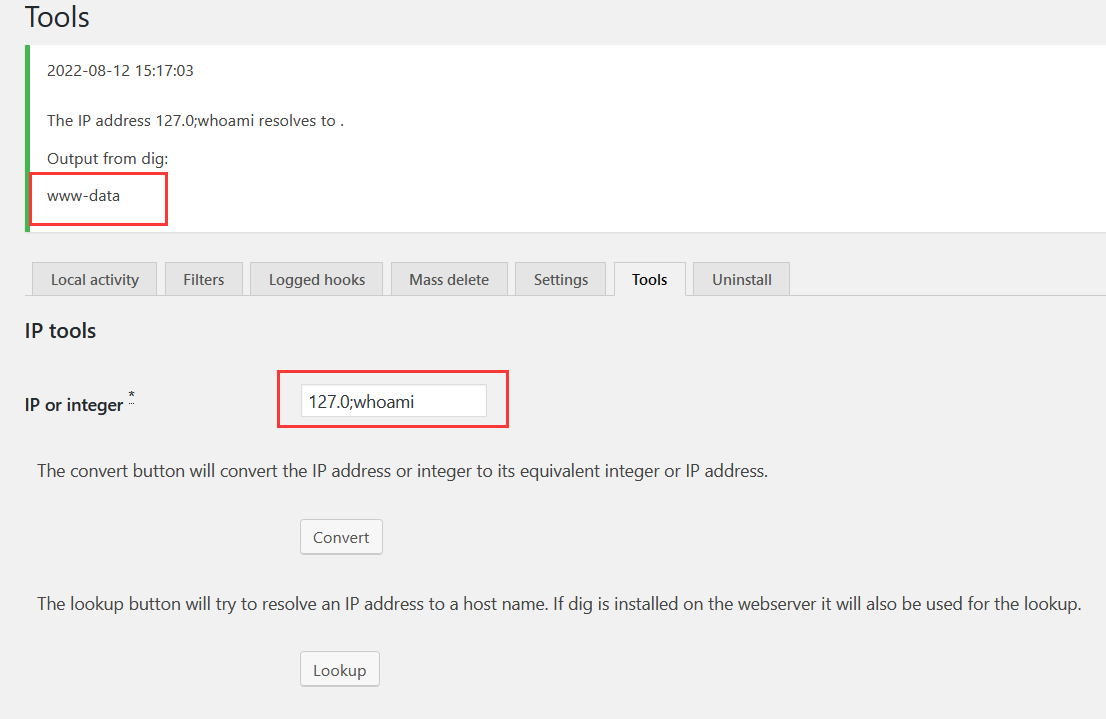 Tools
2022-08-12 15:17:03
The IP address 127.0;whoami resolves to .
Output from dig:
www-data
Local activity
Filters
Logged hooks
Mass delete
Settings
Tools
Uninstall
IP tools
IP or integer *
127.0;whoami
The convert button will convert the IP address or integer to its equivalent integer or IP address.
Convert
The lookup button will try to resolve an IP address to a host name. If dig is installed on the webserver it will also be used for the lookup.
Lookup